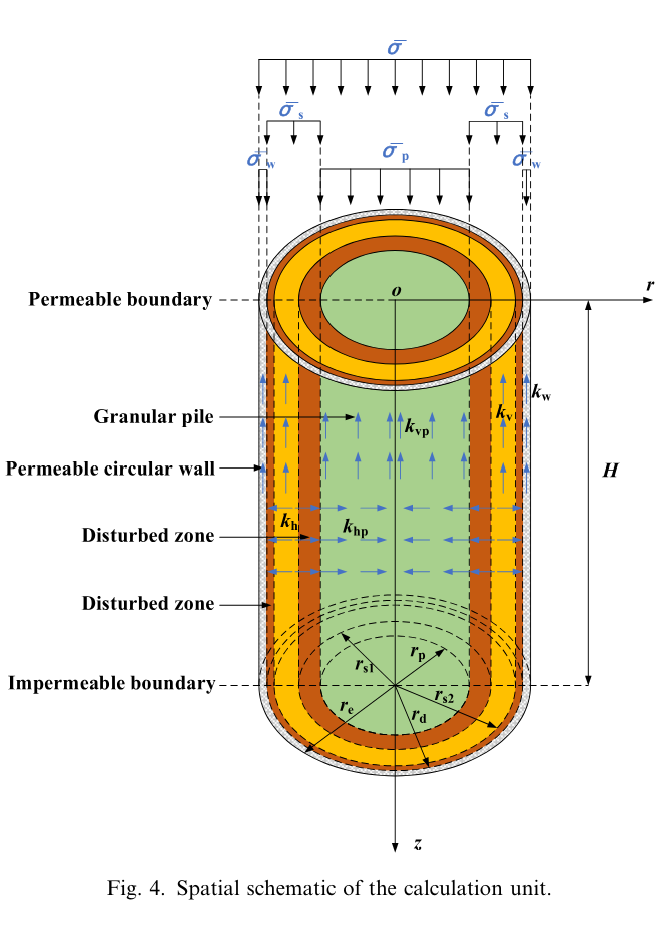 σ̅
σ̅s σ̅s
σ̅w σ̅p σ̅w
Permeable boundary o r
kw
Granular pile kvp kv
Permeable circular wall H
kh khp
Disturbed zone
Disturbed zone
rs1 rp
Impermeable boundary
re rd rs2
z
Fig. 4. Spatial schematic of the calculation unit.